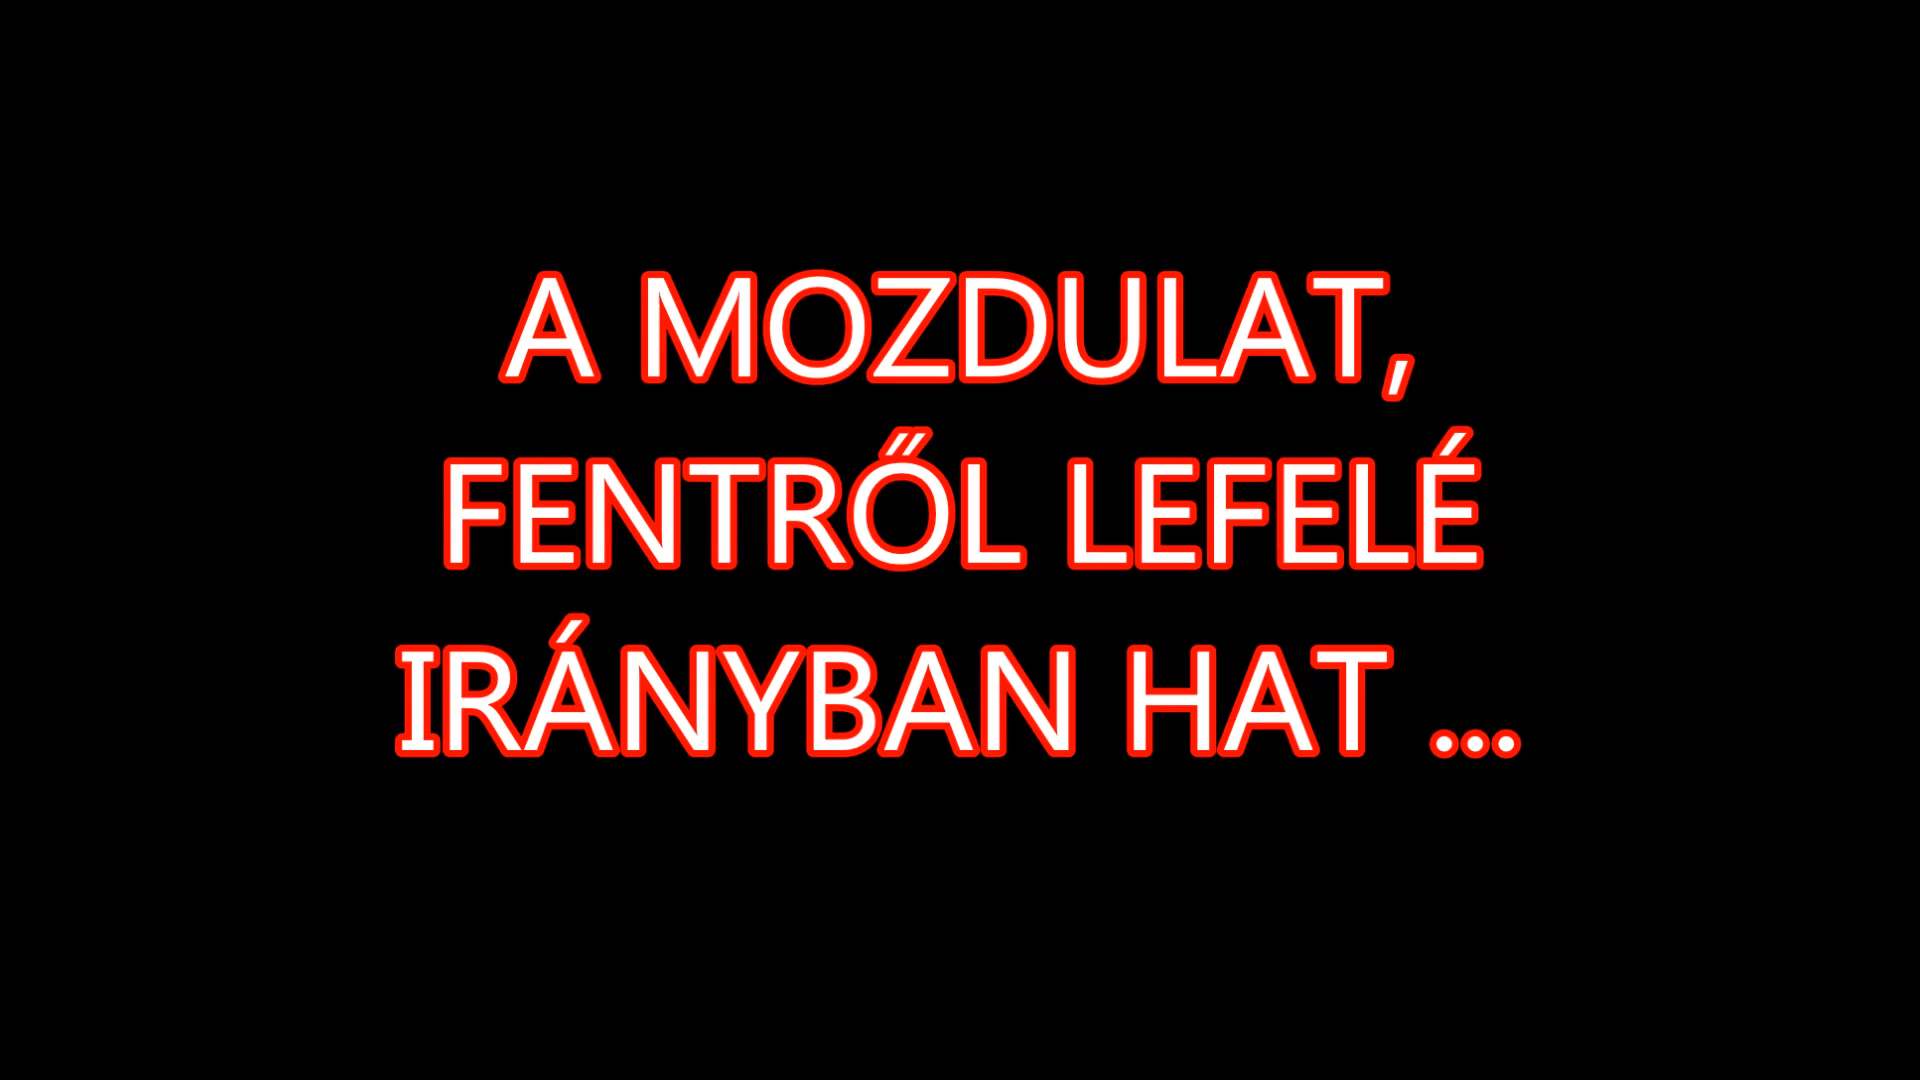 A MOZDULAT,
FENTRŐL LEFELÉ
IRÁNYBAN HAT ...